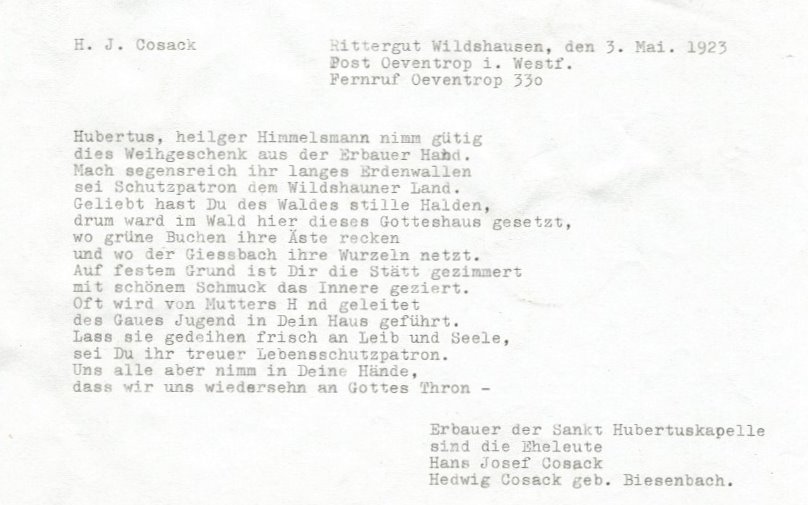 H. J. Cosack
Rittergut Wildshausen, den 3. Mai. 1923
Post Oeventrop i. Westf.
Fernruf Oeventrop 33o
Hubertus, heilger Himmelsmann nimm gütig
dies Weihgeschenk aus der Erbauer Hand.
Mach segensreich ihr langes Erdenwallen
sei Schutzpatron dem Wildshauner Land.
Geliebt hast Du des Waldes stille Halden,
drum ward im Wald hier dieses Gotteshaus gesetzt,
wo grüne Buchen ihre Äste recken
und wo der Giessbach ihre Wurzeln netzt.
Auf festem Grund ist Dir die Stätt gezimmert
mit schönem Schmuck das Innere geziert.
Oft wird von Mutters H nd geleitet
des Gaues Jugend in Dein Haus geführt.
Lass sie gedeihen frisch an Leib und Seele,
sei Du ihr treuer Lebensschutzpatron.
Uns alle aber nimm in Deine Hände,
dass wir uns wiedersehn an Gottes Thron -
Erbauer der Sankt Hubertuskapelle
sind die Eheleute
Hans Josef Cosack
Hedwig Cosack geb. Biesenbach.